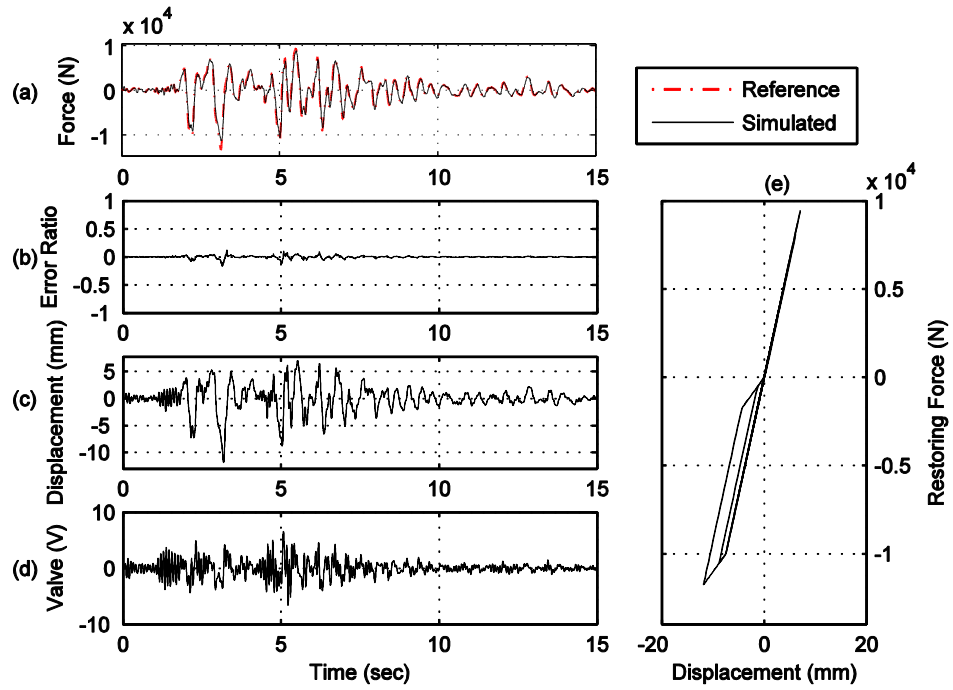 x 10^4
(a)
Force (N)
1
0
-1
0 5 10 15
Reference
Simulated
(b)
Error Ratio
1
0.5
0
-0.5
-1
0 5 10 15
(c)
Displacement (mm)
5
0
-5
-10
0 5 10 15
(d)
Valve (V)
10
0
-10
0 5 10 15
Time (sec)
(e)
x 10^4
1
0.5
0
-0.5
-1
Restoring Force (N)
-20 0 20
Displacement (mm)